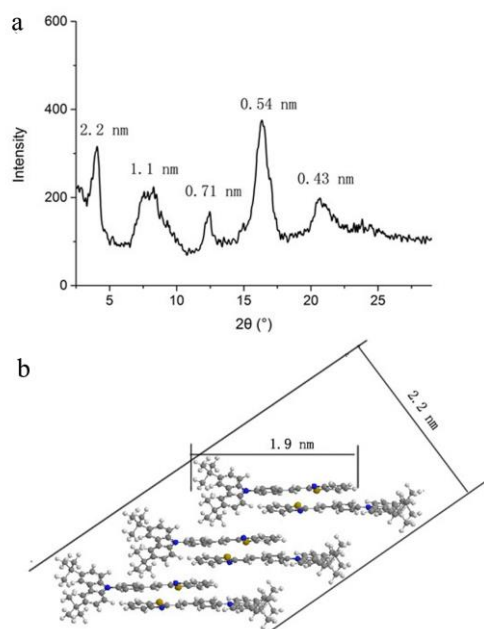 a
600
400
200
0
Intensity
2.2 nm
1.1 nm
0.71 nm
0.54 nm
0.43 nm
5
10
15
20
25
2θ (°)
b
2.2 nm
1.9 nm